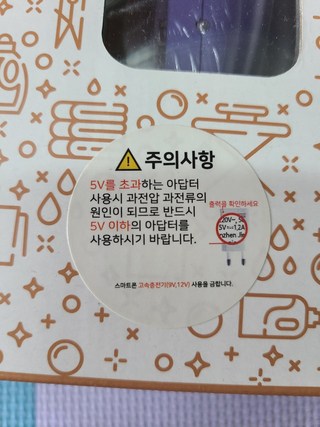 주의사항
5V를 초과하는 아답터
사용시 과전압 과전류의
원인이 되므로 반드시
5V 이하의 아답터를
사용하시기 바랍니다.
출력을 확인하세요
5V 1.2A
스마트폰 고속충전기(9V,12V) 사용을 금합니다.